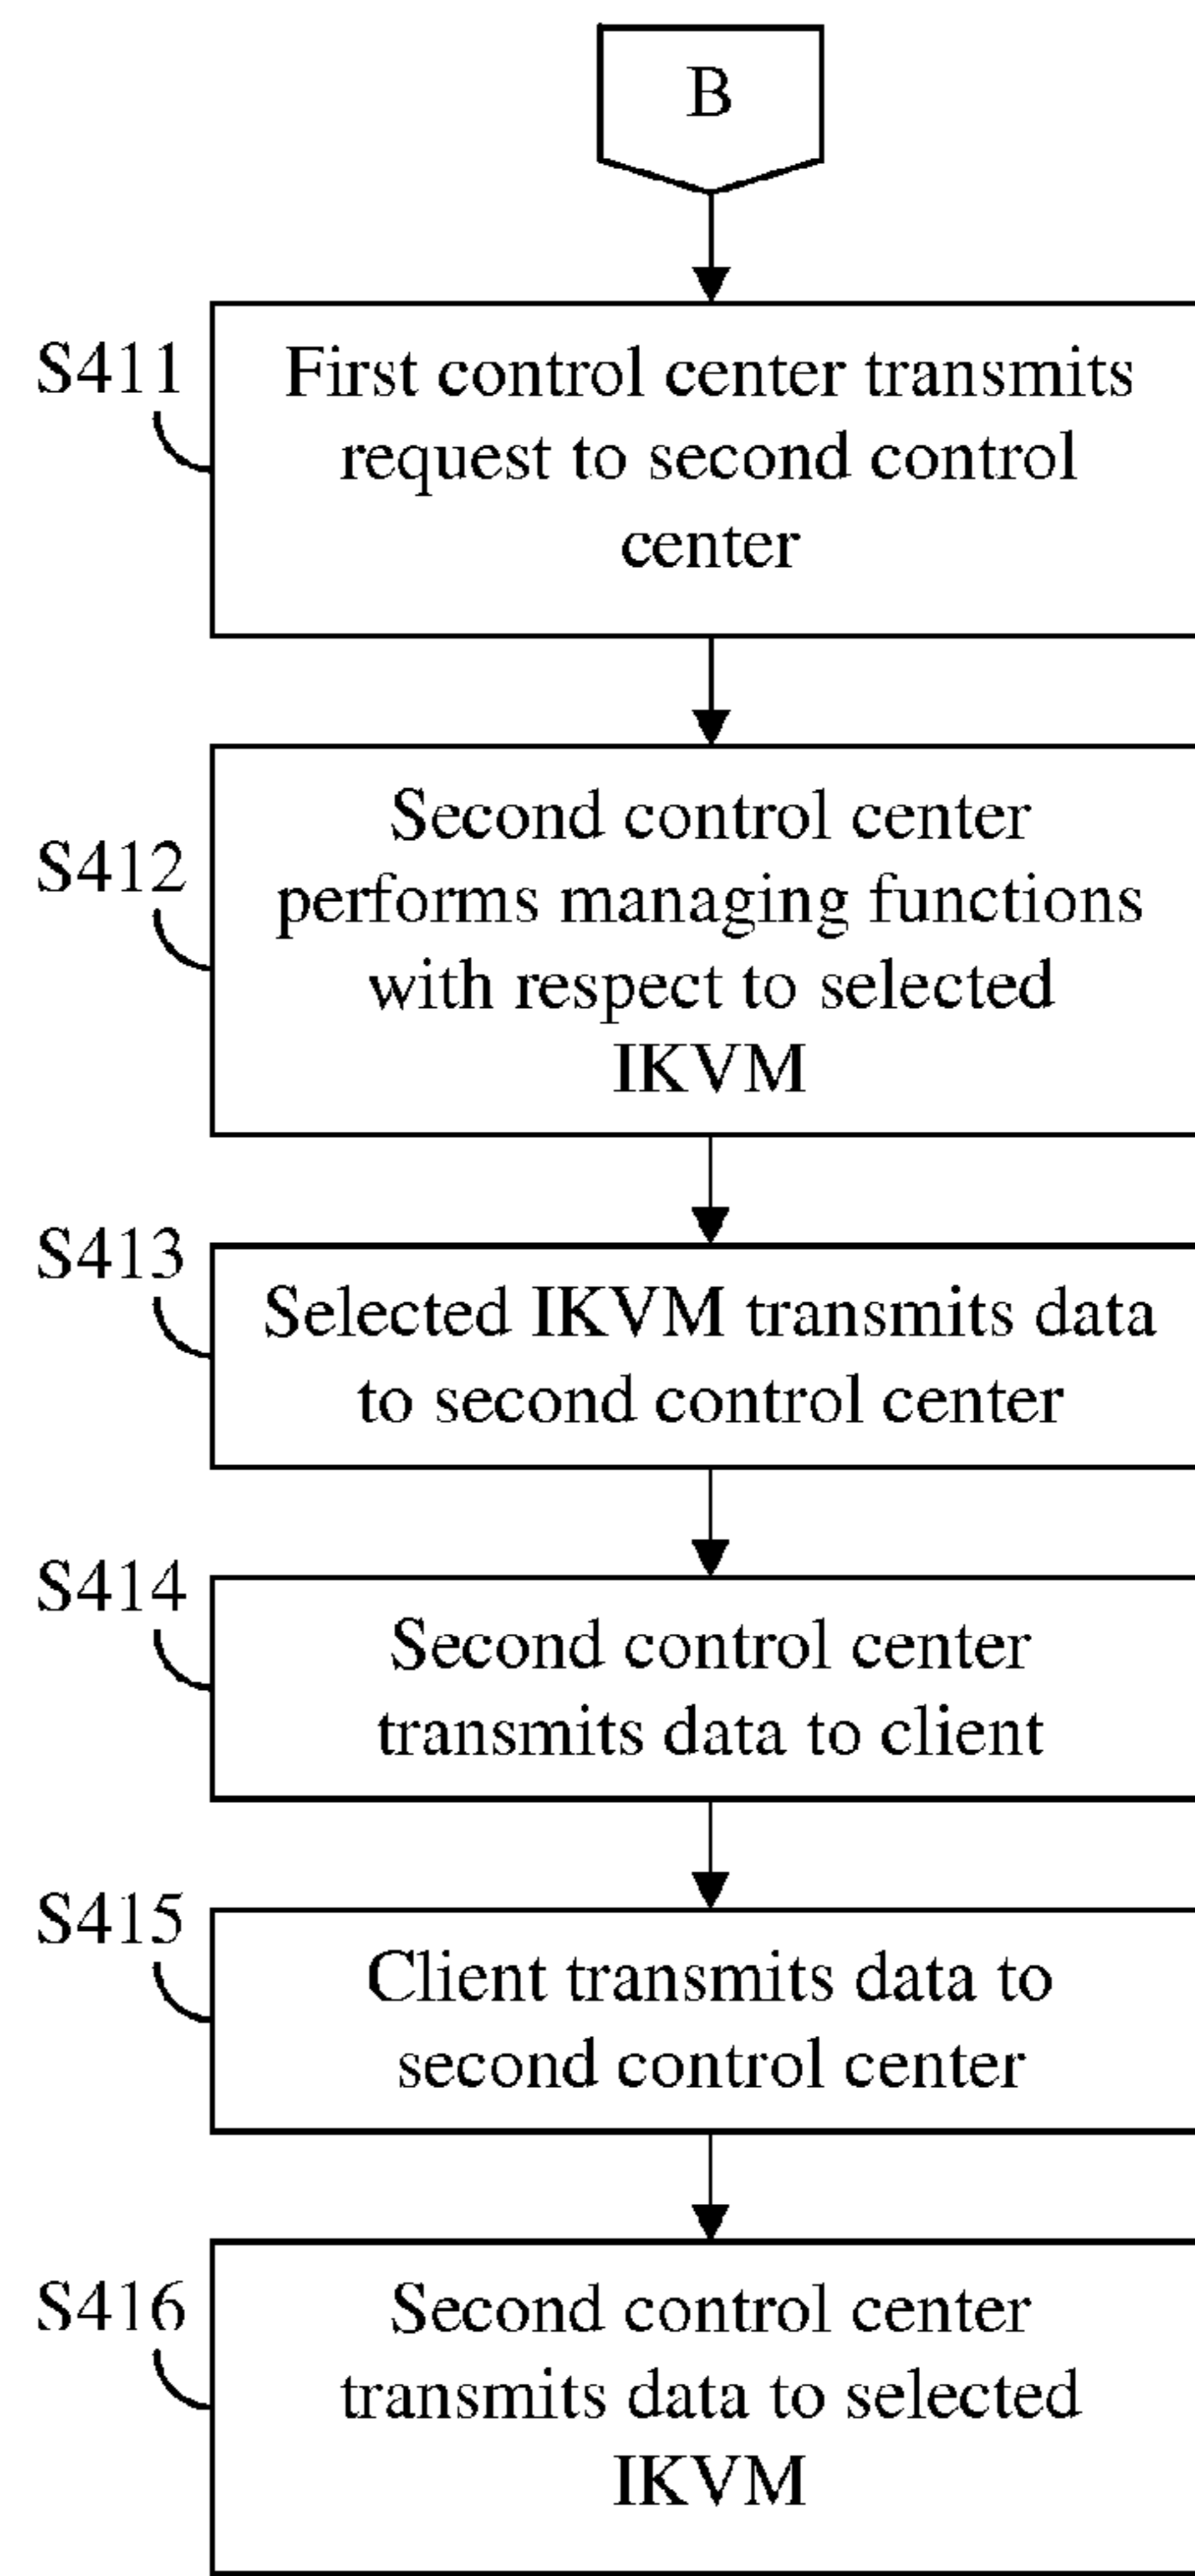 B
S411
First control center transmits
request to second control
center
S412
Second control center
performs managing functions
with respect to selected
IKVM
S413
Selected IKVM transmits data
to second control center
S414
Second control center
transmits data to client
S415
Client transmits data to
second control center
S416
Second control center
transmits data to selected
IKVM